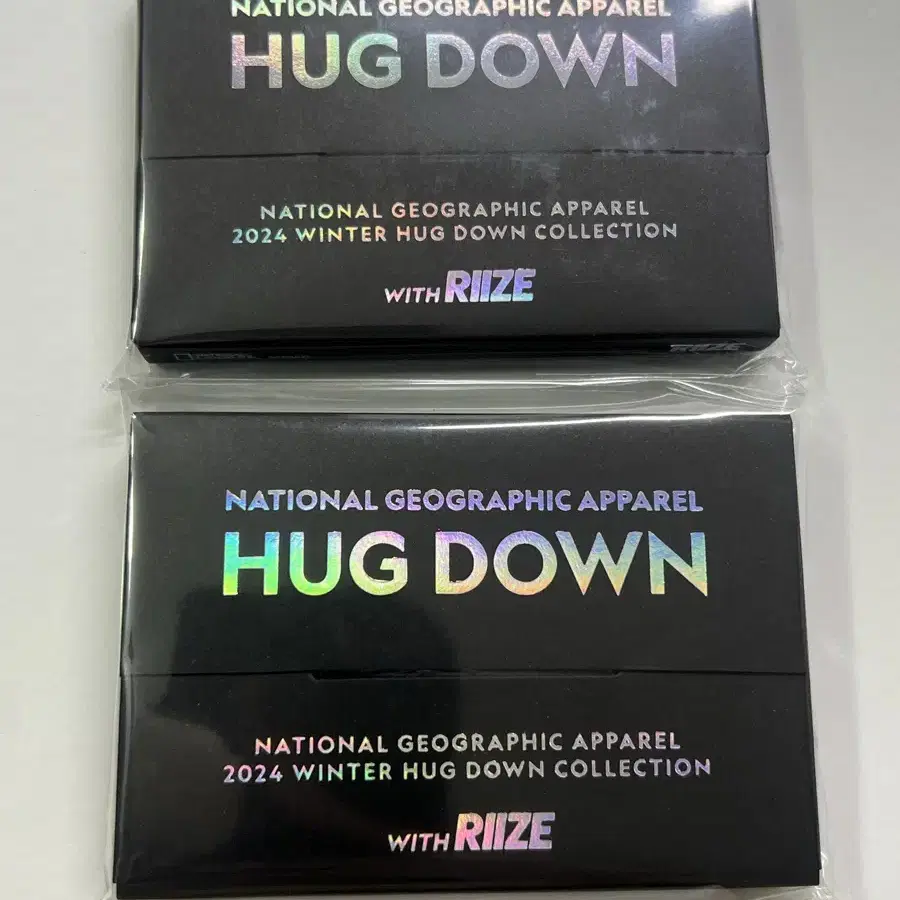 NATIONAL GEOGRAPHIC APPAREL
HUG DOWN
NATIONAL GEOGRAPHIC APPAREL
2024 WINTER HUG DOWN COLLECTION
WITH RIIZE
RIIZE
NATIONAL GEOGRAPHIC APPAREL
HUG DOWN
NATIONAL GEOGRAPHIC APPAREL
2024 WINTER HUG DOWN COLLECTION
WITH RIIZE